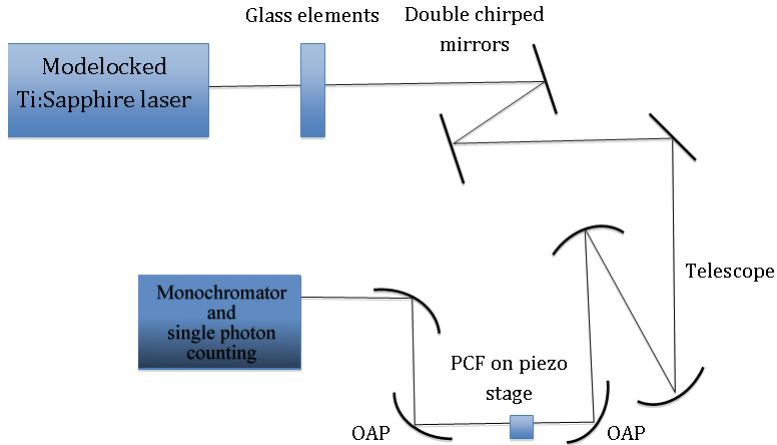 Glass elements
Double chirped
mirrors
Modelocked
Ti:Sapphire laser
Telescope
Monochromator
and
single photon
counting
PCF on piezo
stage
OAP
OAP